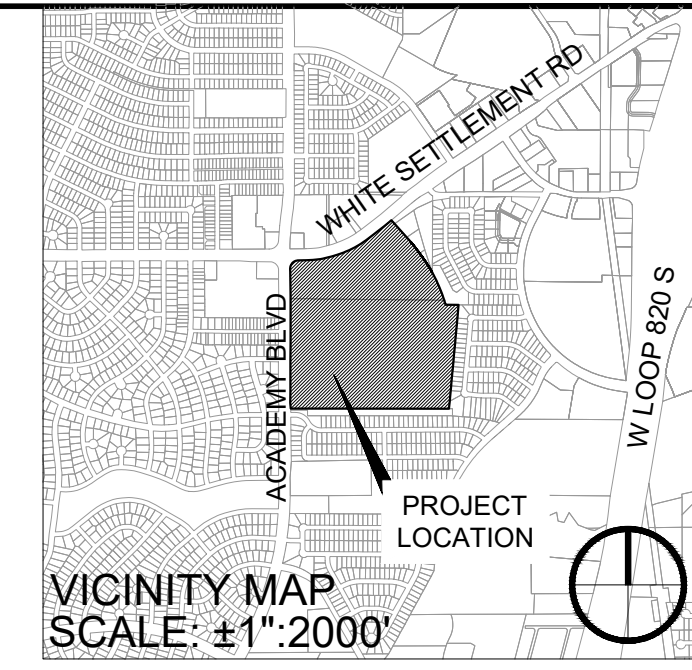 WHITE SETTLEMENT RD
ACADEMY BLVD
W LOOP 820 S
PROJECT
LOCATION
VICINITY MAP
SCALE: ±1":2000'